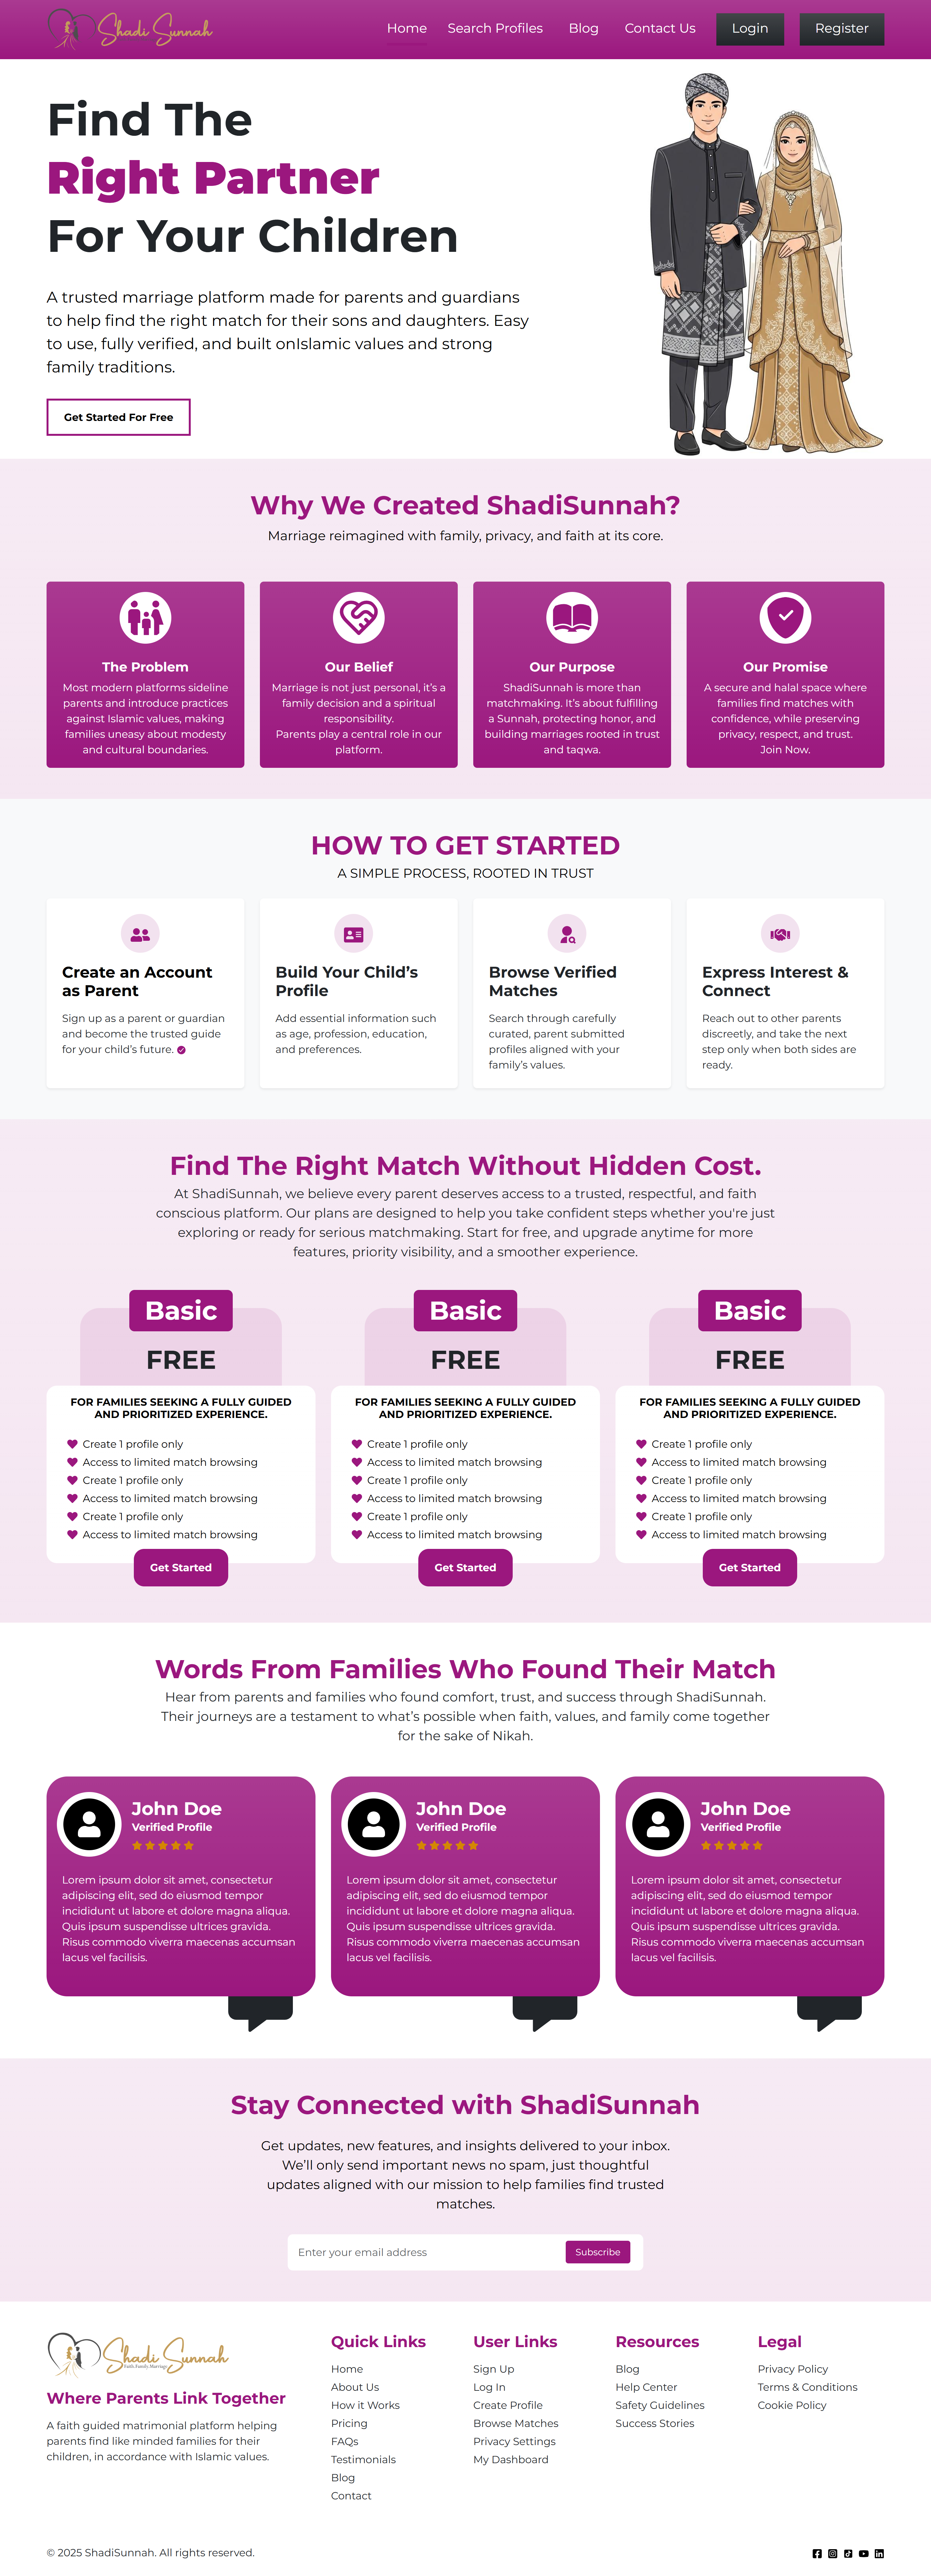 Shadi Sunnah
Home
Search Profiles
Blog
Contact Us
Login
Register
Find The
Right Partner
For Your Children
A trusted marriage platform made for parents and guardians
to help find the right match for their sons and daughters. Easy
to use, fully verified, and built onIslamic values and strong
family traditions.
Get Started For Free
Why We Created ShadiSunnah?
Marriage reimagined with family, privacy, and faith at its core.
The Problem
Most modern platforms sideline
parents and introduce practices
against Islamic values, making
families uneasy about modesty
and cultural boundaries.
Our Belief
Marriage is not just personal, it’s a
family decision and a spiritual
responsibility.
Parents play a central role in our
platform.
Our Purpose
ShadiSunnah is more than
matchmaking. It’s about fulfilling
a Sunnah, protecting honor, and
building marriages rooted in trust
and taqwa.
Our Promise
A secure and halal space where
families find matches with
confidence, while preserving
privacy, respect, and trust.
Join Now.
HOW TO GET STARTED
A SIMPLE PROCESS, ROOTED IN TRUST
Create an Account
as Parent
Sign up as a parent or guardian
and become the trusted guide
for your child’s future.
Build Your Child’s
Profile
Add essential information such
as age, profession, education,
and preferences.
Browse Verified
Matches
Search through carefully
curated, parent submitted
profiles aligned with your
family’s values.
Express Interest &
Connect
Reach out to other parents
discreetly, and take the next
step only when both sides are
ready.
Find The Right Match Without Hidden Cost.
At ShadiSunnah, we believe every parent deserves access to a trusted, respectful, and faith
conscious platform. Our plans are designed to help you take confident steps whether you're just
exploring or ready for serious matchmaking. Start for free, and upgrade anytime for more
features, priority visibility, and a smoother experience.
Basic
FREE
FOR FAMILIES SEEKING A FULLY GUIDED
AND PRIORITIZED EXPERIENCE.
Create 1 profile only
Access to limited match browsing
Create 1 profile only
Access to limited match browsing
Create 1 profile only
Access to limited match browsing
Get Started
Basic
FREE
FOR FAMILIES SEEKING A FULLY GUIDED
AND PRIORITIZED EXPERIENCE.
Create 1 profile only
Access to limited match browsing
Create 1 profile only
Access to limited match browsing
Create 1 profile only
Access to limited match browsing
Get Started
Basic
FREE
FOR FAMILIES SEEKING A FULLY GUIDED
AND PRIORITIZED EXPERIENCE.
Create 1 profile only
Access to limited match browsing
Create 1 profile only
Access to limited match browsing
Create 1 profile only
Access to limited match browsing
Get Started
Words From Families Who Found Their Match
Hear from parents and families who found comfort, trust, and success through ShadiSunnah.
Their journeys are a testament to what’s possible when faith, values, and family come together
for the sake of Nikah.
John Doe
Verified Profile
Lorem ipsum dolor sit amet, consectetur
adipiscing elit, sed do eiusmod tempor
incididunt ut labore et dolore magna aliqua.
Quis ipsum suspendisse ultrices gravida.
Risus commodo viverra maecenas accumsan
lacus vel facilisis.
John Doe
Verified Profile
Lorem ipsum dolor sit amet, consectetur
adipiscing elit, sed do eiusmod tempor
incididunt ut labore et dolore magna aliqua.
Quis ipsum suspendisse ultrices gravida.
Risus commodo viverra maecenas accumsan
lacus vel facilisis.
John Doe
Verified Profile
Lorem ipsum dolor sit amet, consectetur
adipiscing elit, sed do eiusmod tempor
incididunt ut labore et dolore magna aliqua.
Quis ipsum suspendisse ultrices gravida.
Risus commodo viverra maecenas accumsan
lacus vel facilisis.
Stay Connected with ShadiSunnah
Get updates, new features, and insights delivered to your inbox.
We’ll only send important news no spam, just thoughtful
updates aligned with our mission to help families find trusted
matches.
Enter your email address
Subscribe
Shadi Sunnah
Faith, Family, Marriage
Where Parents Link Together
A faith guided matrimonial platform helping
parents find like minded families for their
children, in accordance with Islamic values.
Quick Links
Home
About Us
How it Works
Pricing
FAQs
Testimonials
Blog
Contact
User Links
Sign Up
Log In
Create Profile
Browse Matches
Privacy Settings
My Dashboard
Resources
Blog
Help Center
Safety Guidelines
Success Stories
Legal
Privacy Policy
Terms & Conditions
Cookie Policy
© 2025 ShadiSunnah. All rights reserved.